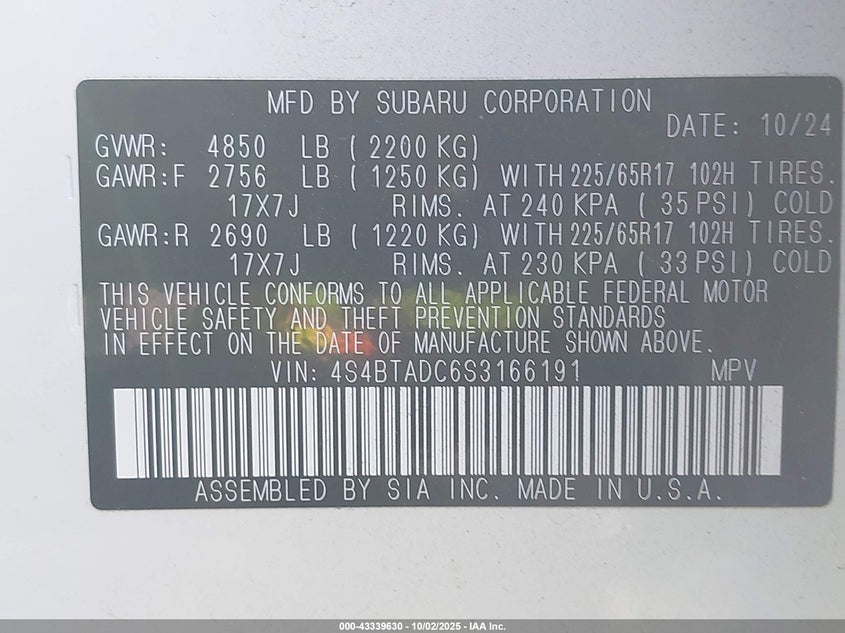 MFD BY SUBARU CORPORATION
DATE: 10/24
GVWR: 4850 LB ( 2200 KG)
GAWR:F 2756 LB ( 1250 KG) WITH 225/65R17 102H TIRES.
17X7J RIMS. AT 240 KPA ( 35 PSI) COLD
GAWR:R 2690 LB ( 1220 KG) WITH 225/65R17 102H TIRES.
17X7J RIMS. AT 230 KPA ( 33 PSI) COLD
THIS VEHICLE CONFORMS TO ALL APPLICABLE FEDERAL MOTOR
VEHICLE SAFETY AND THEFT PREVENTION STANDARDS
IN EFFECT ON THE DATE OF MANUFACTURE SHOWN ABOVE.
VIN: 4S4BTADC6S3166191 MPV
ASSEMBLED BY SIA INC. MADE IN U.S.A.
000-43339630 - 10/02/2025 - IAA Inc.